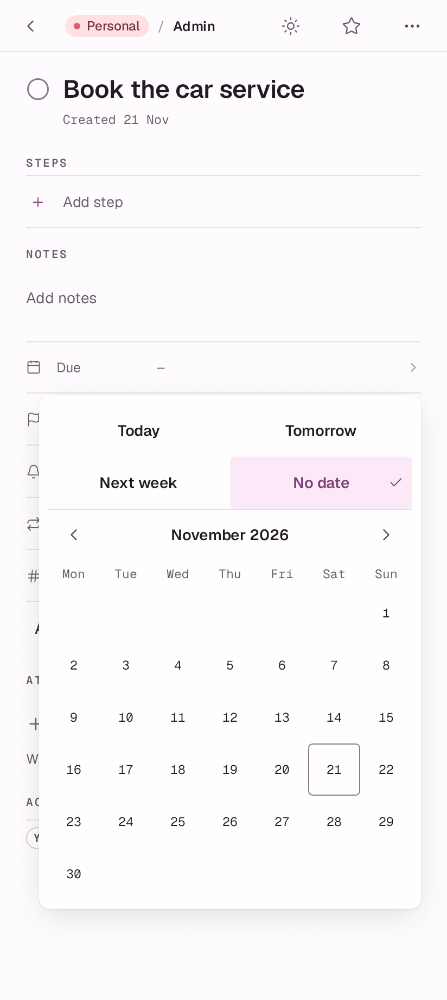 Personal / Admin
Book the car service
Created 21 Nov
STEPS
Add step
NOTES
Add notes
Due –
Today Tomorrow
Next week No date
November 2026
Mon Tue Wed Thu Fri Sat Sun
1
2 3 4 5 6 7 8
9 10 11 12 13 14 15
16 17 18 19 20 21 22
23 24 25 26 27 28 29
30